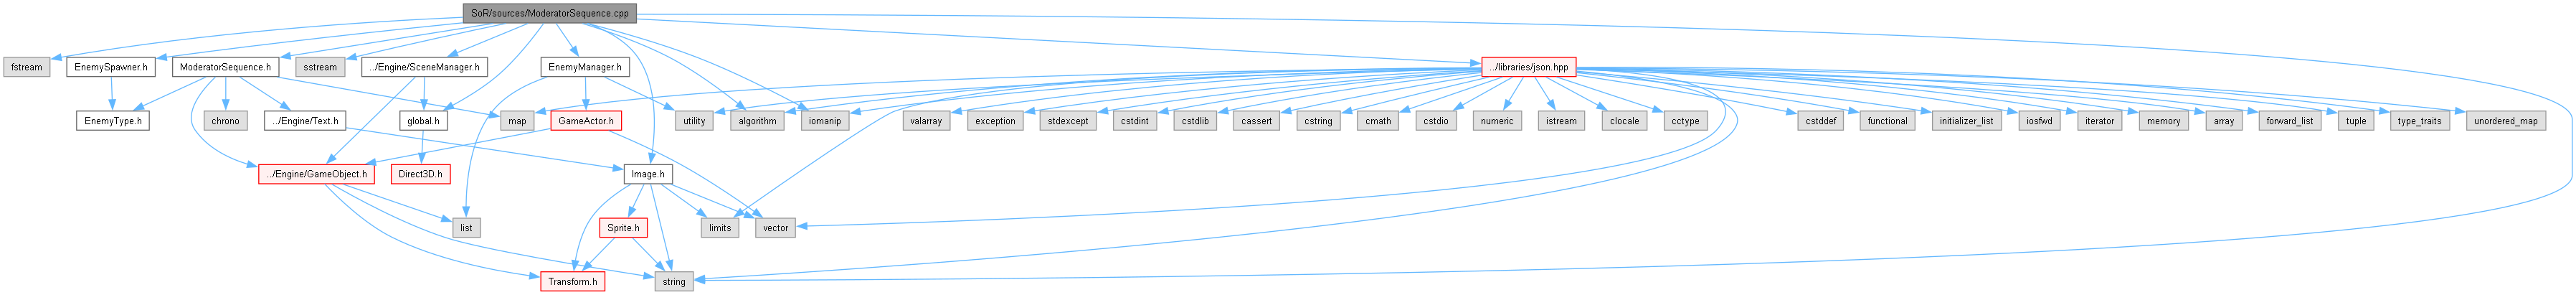 SoR/sources/ModeratorSequence.cpp
fstream
EnemySpawner.h
ModeratorSequence.h
sstream
../Engine/SceneManager.h
EnemyManager.h
../libraries/json.hpp
EnemyType.h
chrono
../Engine/Text.h
global.h
map
GameActor.h
utility
algorithm
iomanip
valarray
exception
stdexcept
cstdint
cstdlib
cassert
cstring
cmath
cstdio
numeric
istream
clocale
cctype
cstddef
functional
initializer_list
iosfwd
iterator
memory
array
forward_list
tuple
type_traits
unordered_map
../Engine/GameObject.h
Direct3D.h
Image.h
list
Sprite.h
limits
vector
Transform.h
string